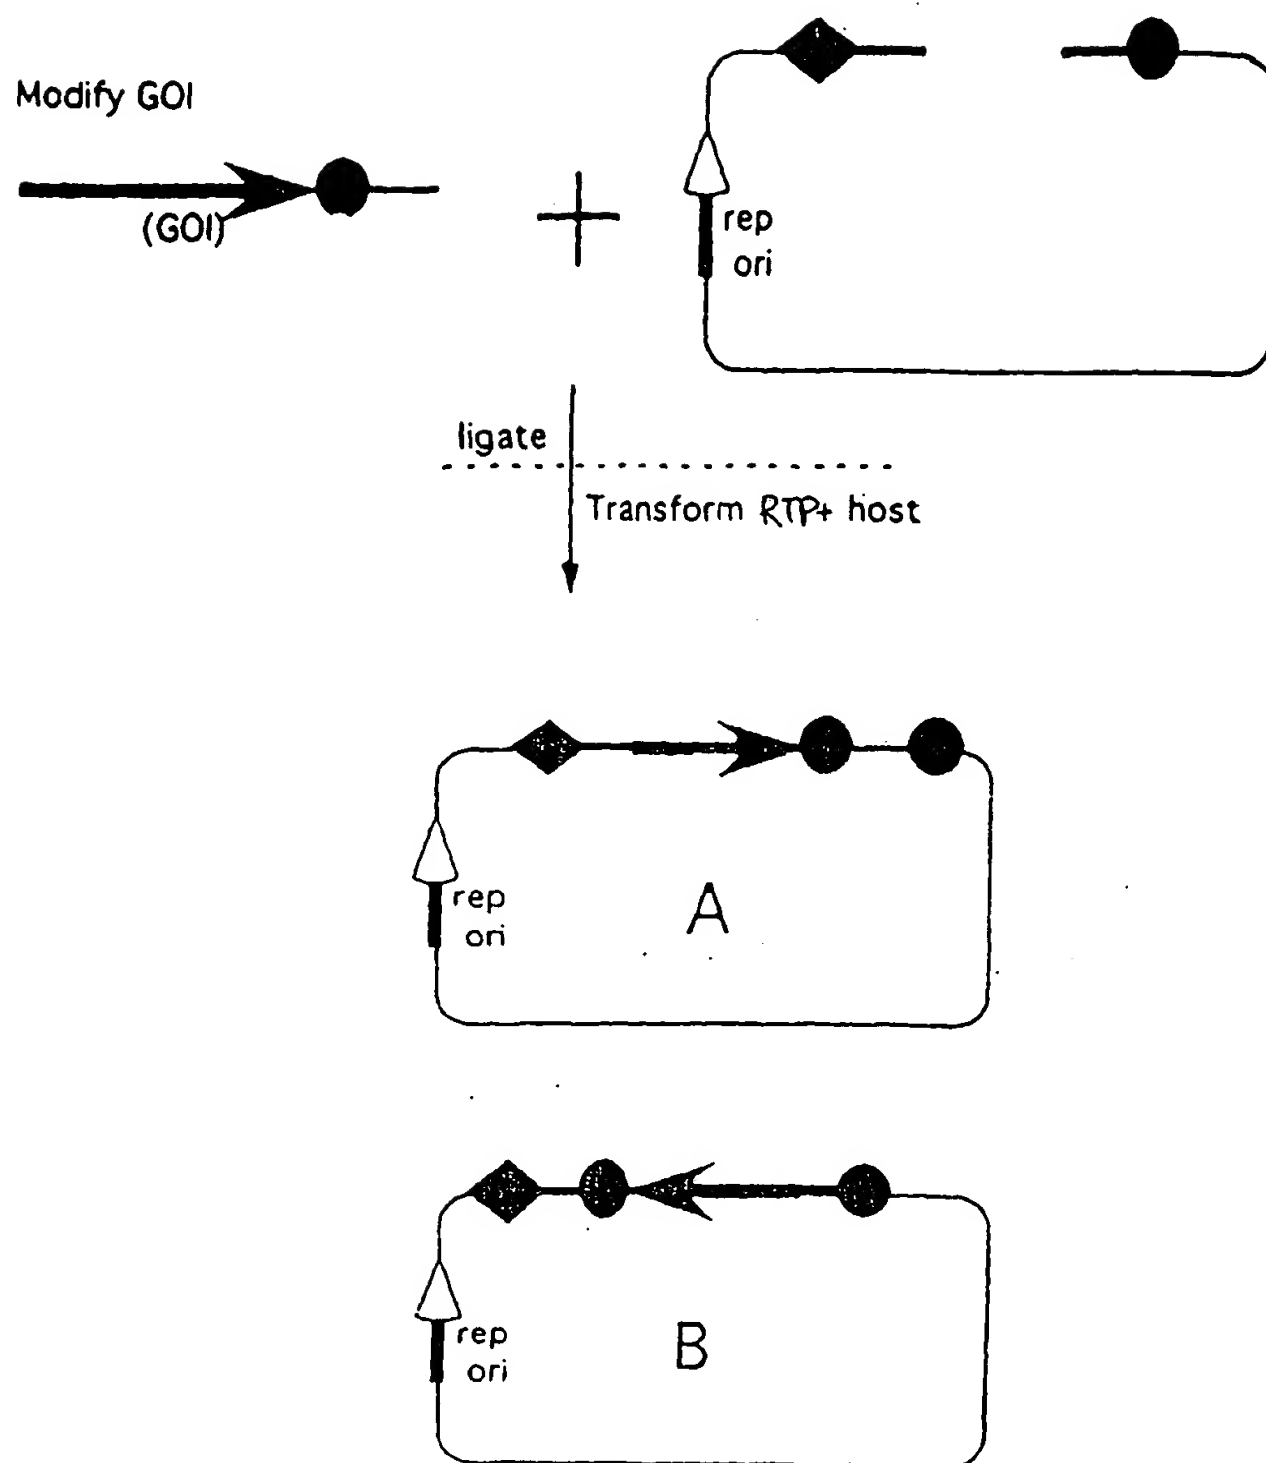 Modify GOI
(GOI)
rep
ori
ligate
Transform RTP+ host
rep
ori
A
rep
ori
B